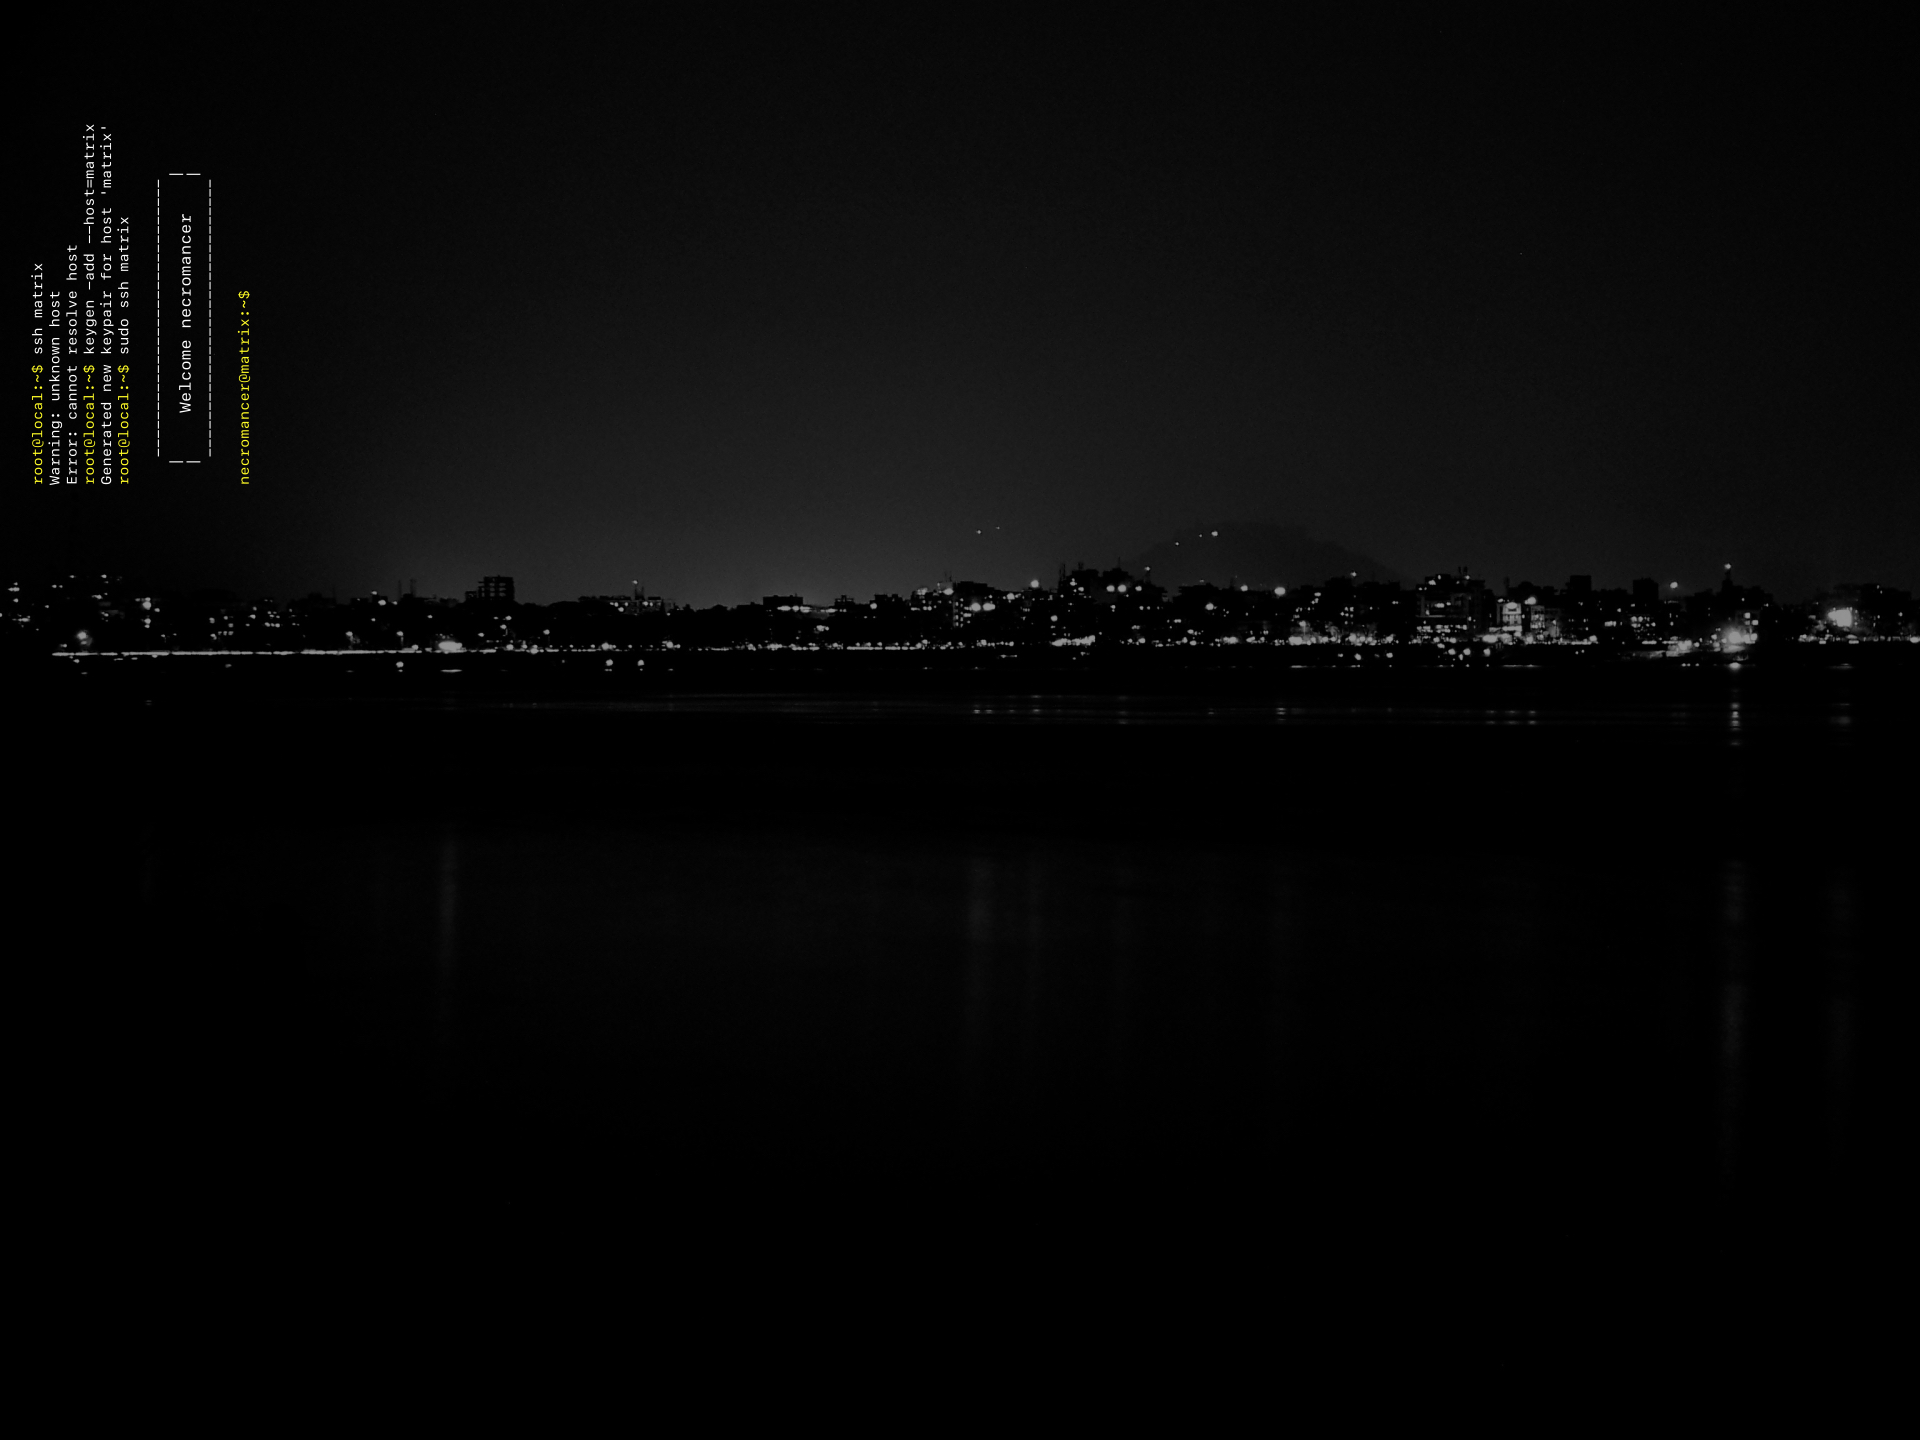 root@local:~$ ssh matrix
Warning: unknown host
Error: cannot resolve host
root@local:~$ keygen -add --host=matrix
Generated new keypair for host 'matrix'
root@local:~$ sudo ssh matrix
-------------------------------
| Welcome necromancer |
-------------------------------
necromancer@matrix:~$